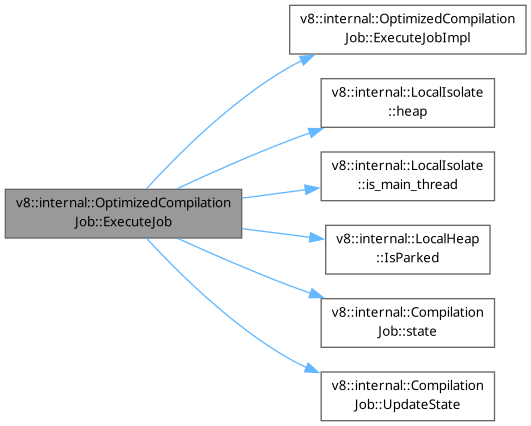 v8::internal::OptimizedCompilation
Job::ExecuteJobImpl
v8::internal::LocalIsolate
::heap
v8::internal::LocalIsolate
::is_main_thread
v8::internal::OptimizedCompilation
Job::ExecuteJob
v8::internal::LocalHeap
::IsParked
v8::internal::Compilation
Job::state
v8::internal::Compilation
Job::UpdateState